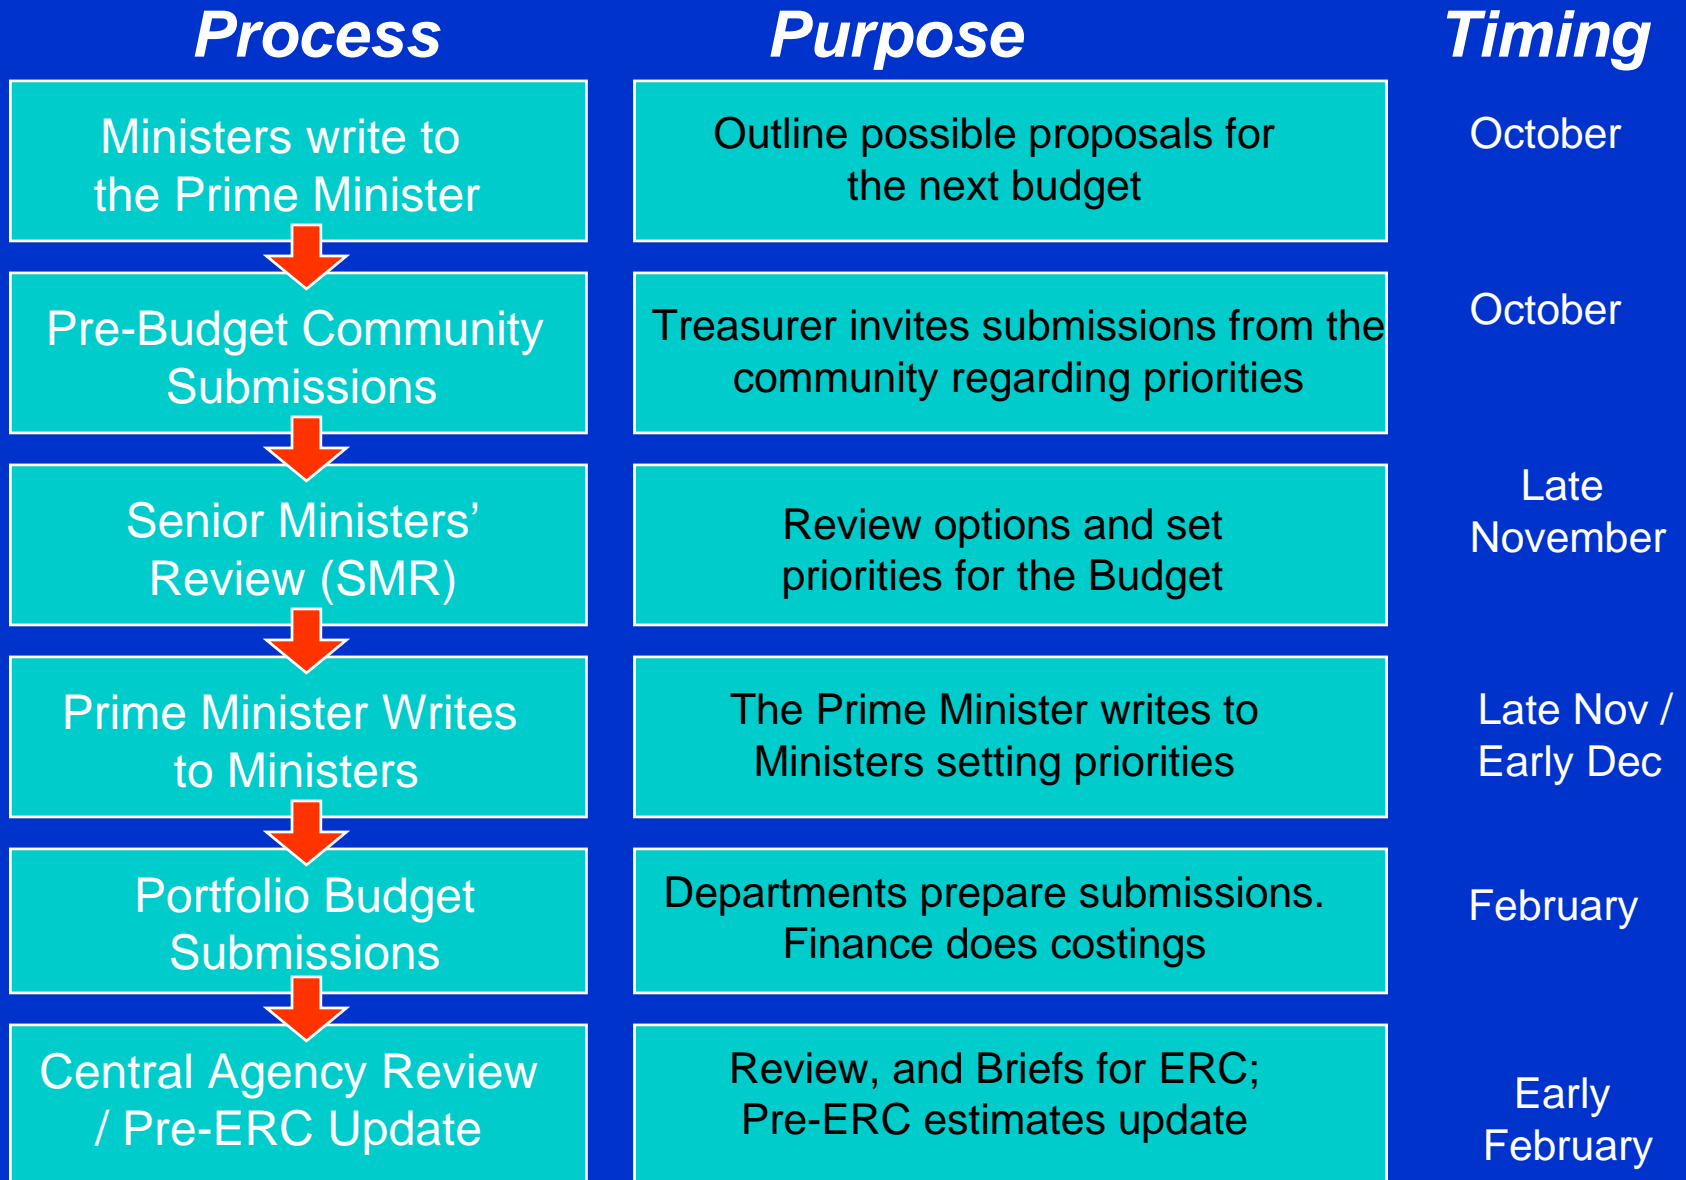 Process
Purpose
Timing
Ministers write to
the Prime Minister
Outline possible proposals for
the next budget
October
Pre-Budget Community
Submissions
Treasurer invites submissions from the
community regarding priorities
October
Senior Ministers’
Review (SMR)
Review options and set
priorities for the Budget
Late
November
Prime Minister Writes
to Ministers
The Prime Minister writes to
Ministers setting priorities
Late Nov /
Early Dec
Portfolio Budget
Submissions
Departments prepare submissions.
Finance does costings
February
Central Agency Review
/ Pre-ERC Update
Review, and Briefs for ERC;
Pre-ERC estimates update
Early
February